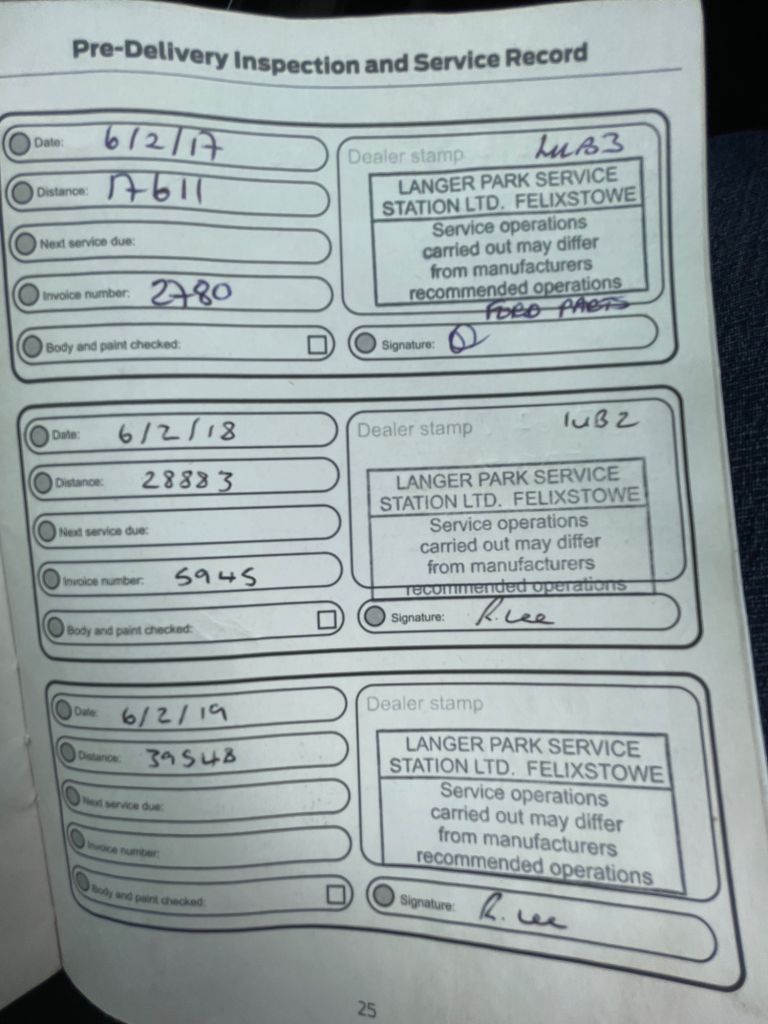 Pre-Delivery Inspection and Service Record
Date: 6/2/17
Distance: 17611
Next service due:
Invoice number: 2780
Body and paint checked:
Dealer stamp LUB3
LANGER PARK SERVICE
STATION LTD. FELIXSTOWE
Service operations
carried out may differ
from manufacturers
recommended operations
FORD PARTS
Signature:
Date: 6/2/18
Distance: 28883
Next service due:
Invoice number: 5945
Body and paint checked:
Dealer stamp LUB2
LANGER PARK SERVICE
STATION LTD. FELIXSTOWE
Service operations
carried out may differ
from manufacturers
recommended operations
Signature: R. Lee
Date: 6/2/19
Distance: 39548
Next service due:
Invoice number:
Body and paint checked:
Dealer stamp
LANGER PARK SERVICE
STATION LTD. FELIXSTOWE
Service operations
carried out may differ
from manufacturers
recommended operations
Signature: R. Lee
25